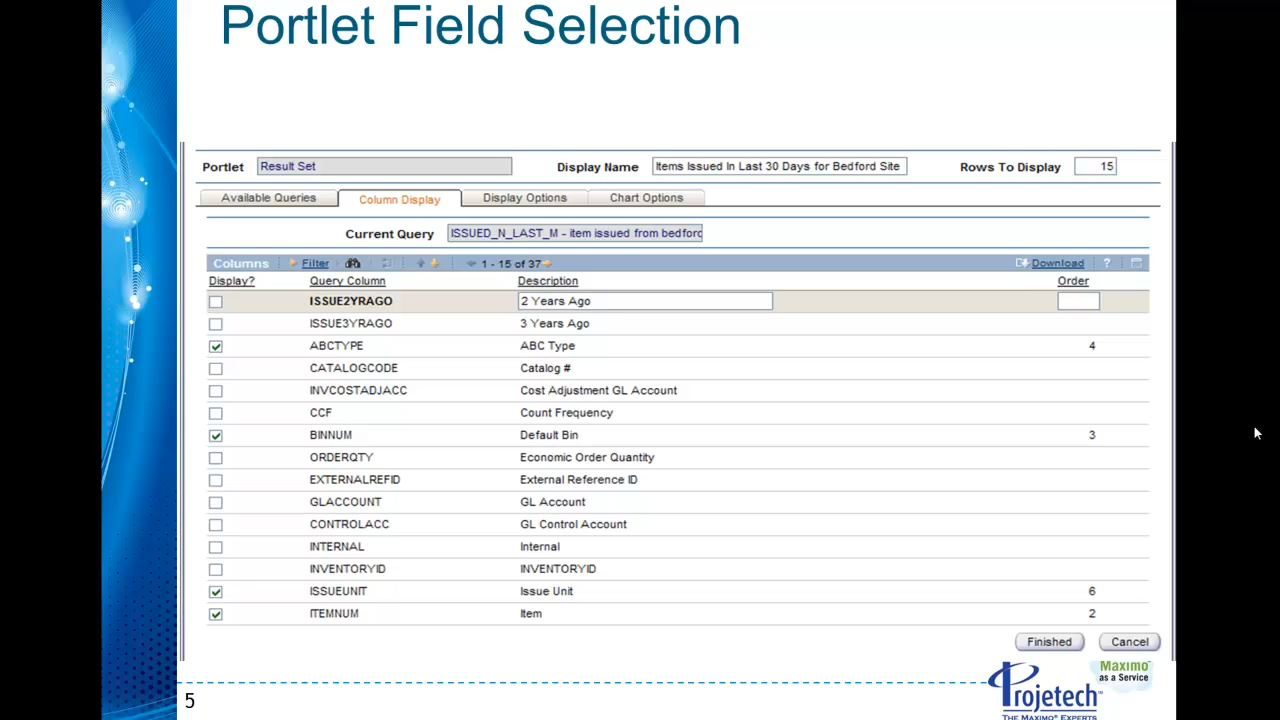 Portlet Field Selection
Portlet Result Set Display Name Items Issued In Last 30 Days for Bedford Site Rows To Display 15
Available Queries Column Display Display Options Chart Options
Current Query ISSUED_N_LAST_M - item issued from bedford
Columns Filter 1 - 15 of 37 Download ?
Display? Query Column Description Order
ISSUE2YRAGO 2 Years Ago
ISSUE3YRAGO 3 Years Ago
ABCTYPE ABC Type 4
CATALOGCODE Catalog #
INVCOSTADJACC Cost Adjustment GL Account
CCF Count Frequency
BINNUM Default Bin 3
ORDERQTY Economic Order Quantity
EXTERNALREFID External Reference ID
GLACCOUNT GL Account
CONTROLACC GL Control Account
INTERNAL Internal
INVENTORYID INVENTORYID
ISSUEUNIT Issue Unit 6
ITEMNUM Item 2
Finished Cancel
Projetech™
THE MAXIMO® EXPERTS
Maximo
as a Service
5